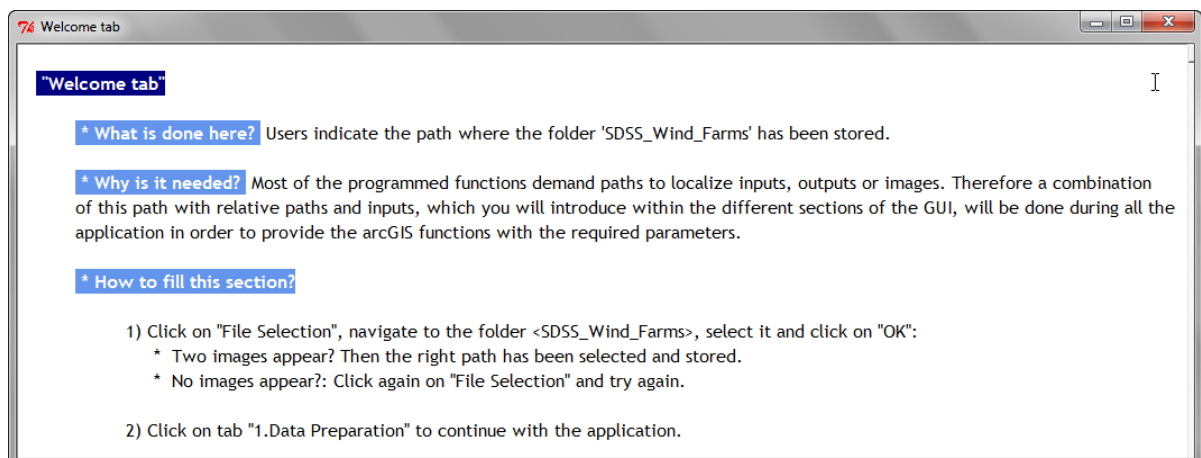 Welcome tab
"Welcome tab"
* What is done here? Users indicate the path where the folder 'SDSS_Wind_Farms' has been stored.
* Why is it needed? Most of the programmed functions demand paths to localize inputs, outputs or images. Therefore a combination
of this path with relative paths and inputs, which you will introduce within the different sections of the GUI, will be done during all the
application in order to provide the arcGIS functions with the required parameters.
* How to fill this section?
1) Click on "File Selection", navigate to the folder <SDSS_Wind_Farms>, select it and click on "OK":
* Two images appear? Then the right path has been selected and stored.
* No images appear?: Click again on "File Selection" and try again.
2) Click on tab "1.Data Preparation" to continue with the application.